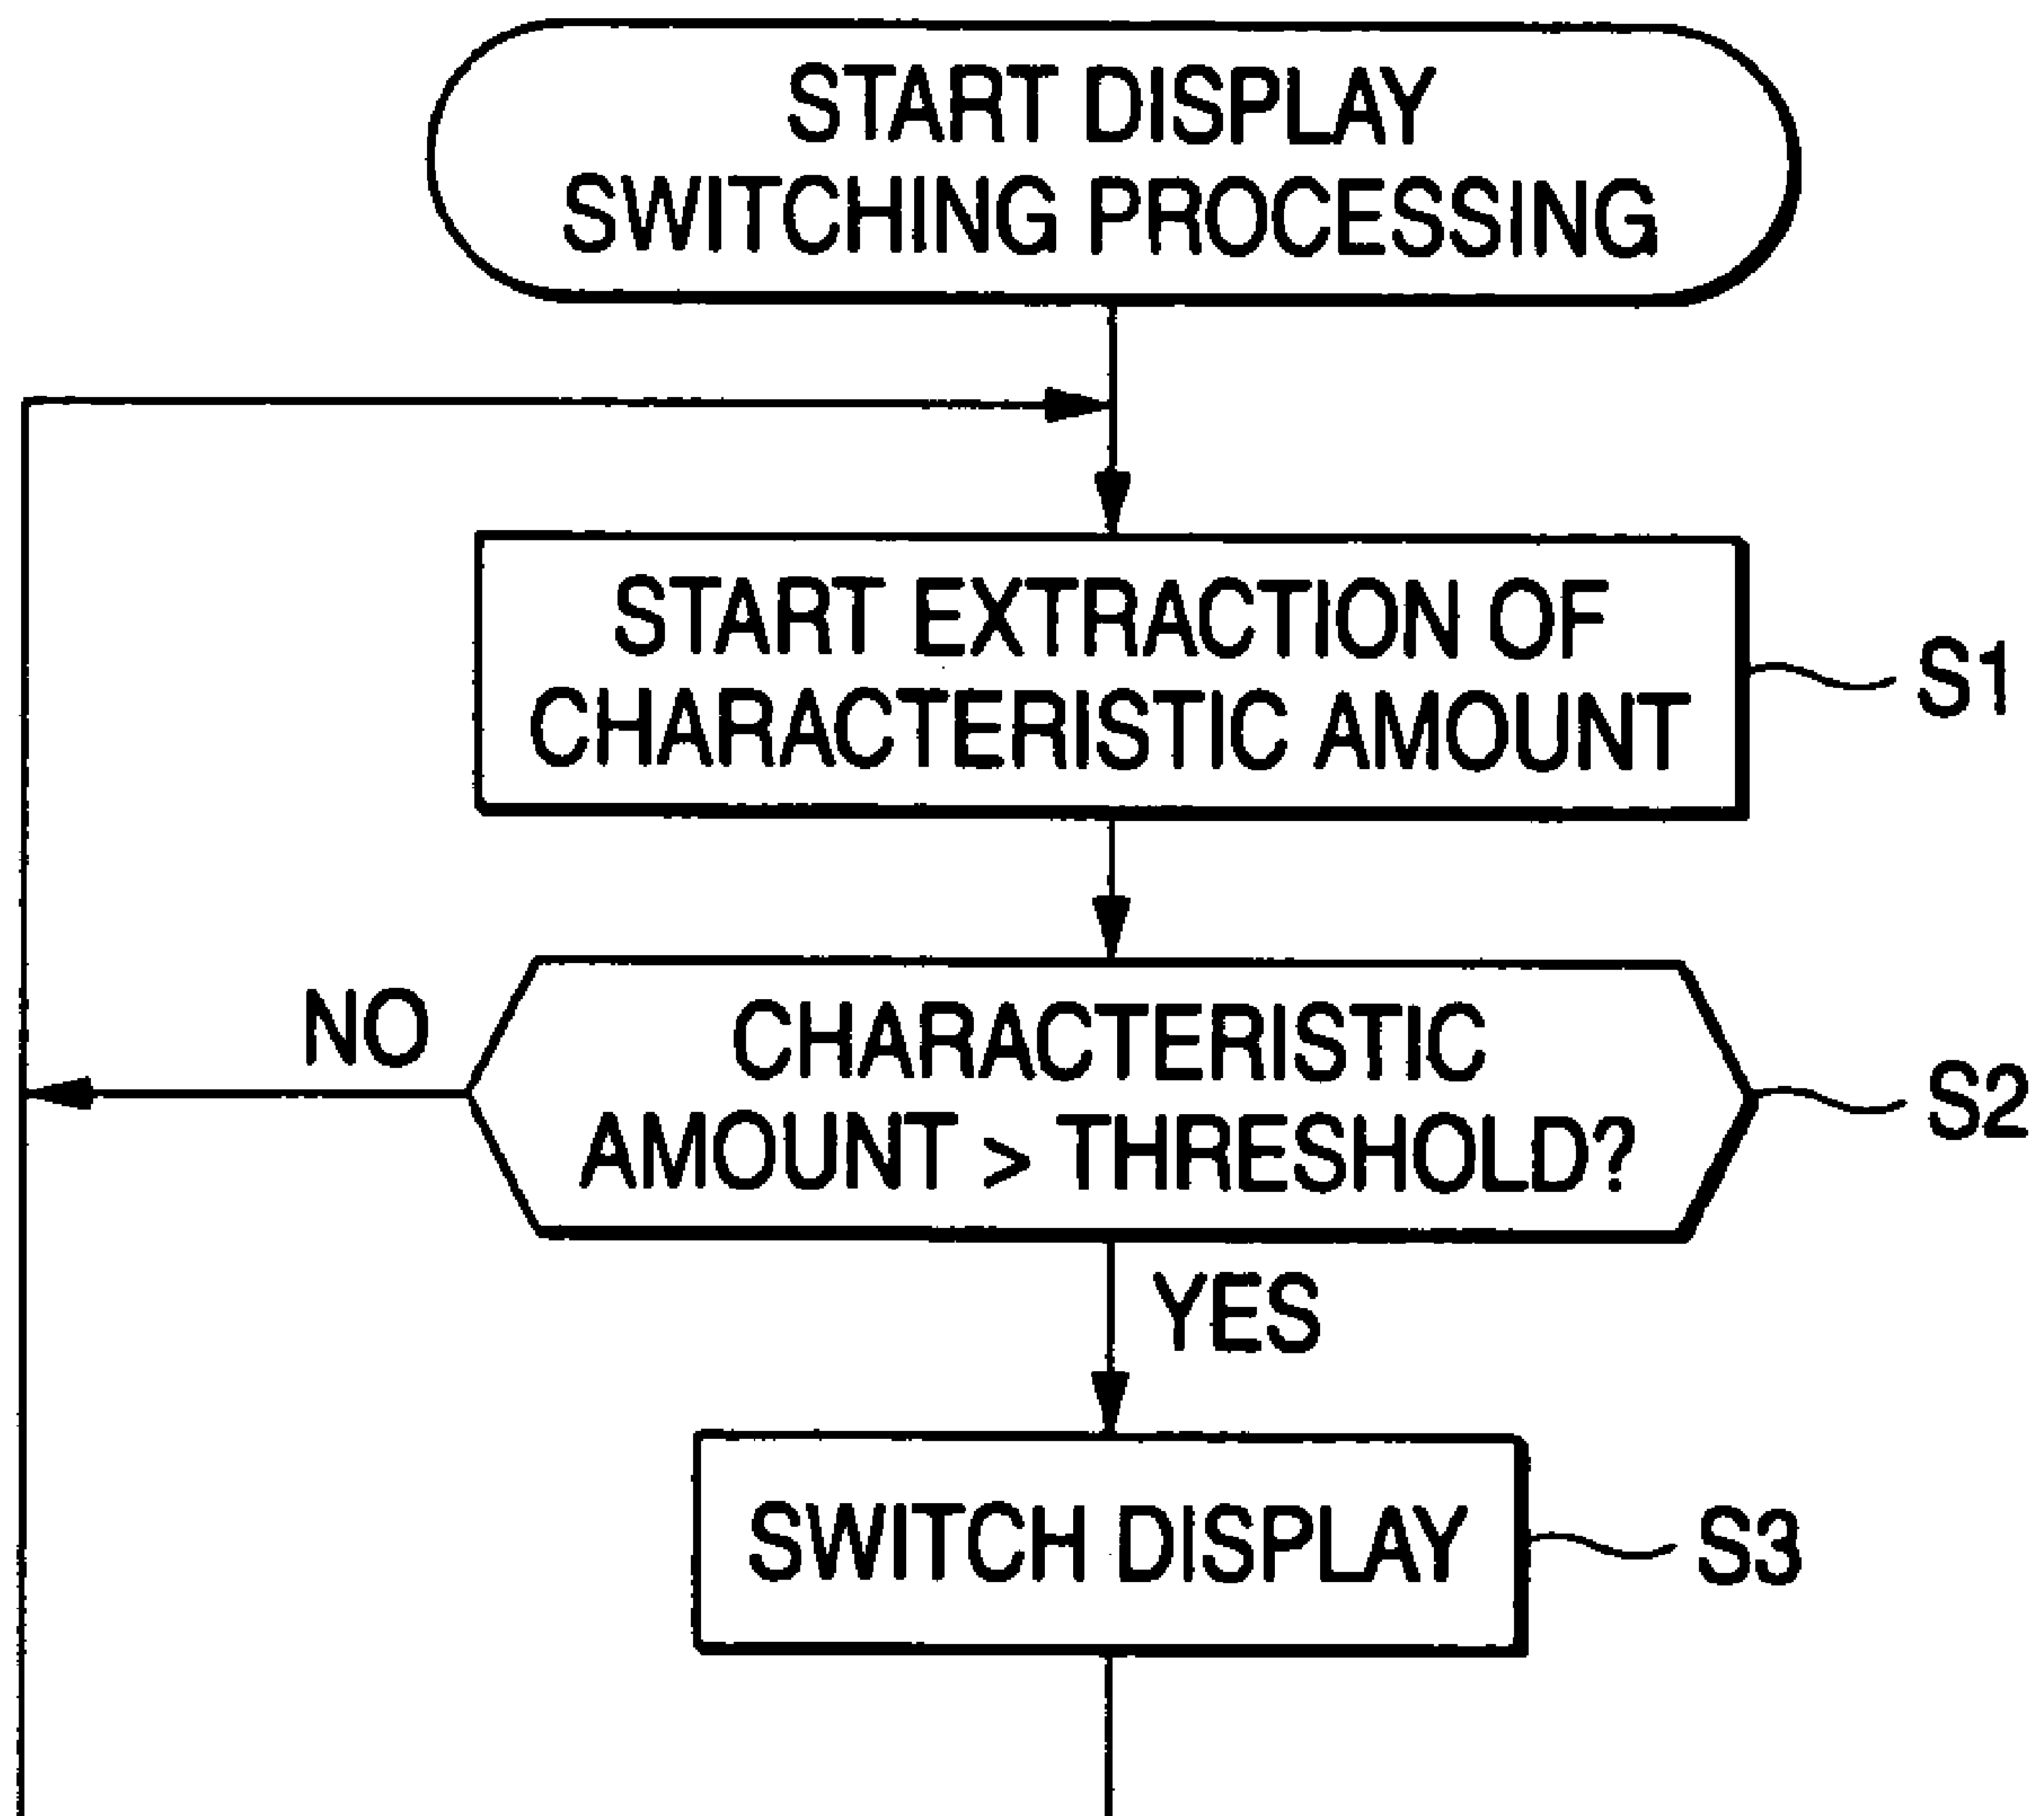 START DISPLAY
SWITCHING PROCESSING
START EXTRACTION OF
CHARACTERISTIC AMOUNT
S1
NO
CHARACTERISTIC
AMOUNT > THRESHOLD?
S2
YES
SWITCH DISPLAY
S3